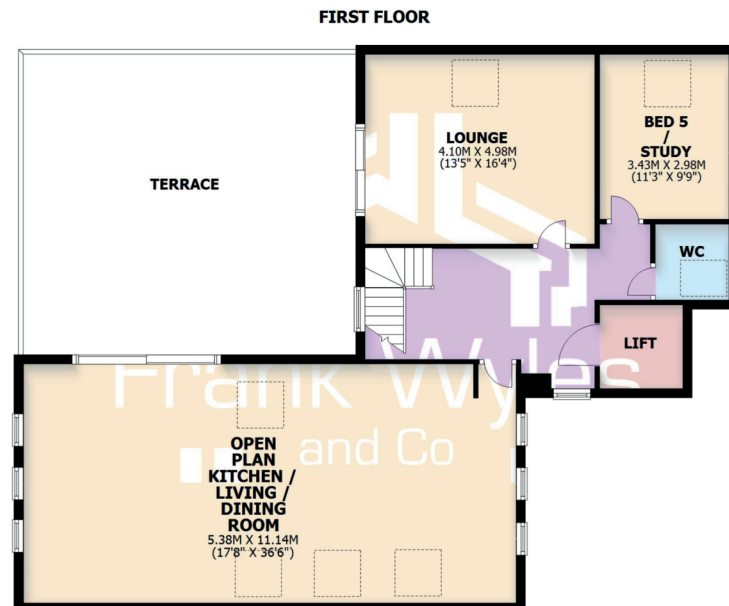 FIRST FLOOR
TERRACE
LOUNGE
4.10M X 4.98M
(13'5" X 16'4")
BED 5
/
STUDY
3.43M X 2.98M
(11'3" X 9'9")
WC
LIFT
Frank Wyles
and Co
OPEN
PLAN
KITCHEN /
LIVING /
DINING
ROOM
5.38M X 11.14M
(17'8" X 36'6")